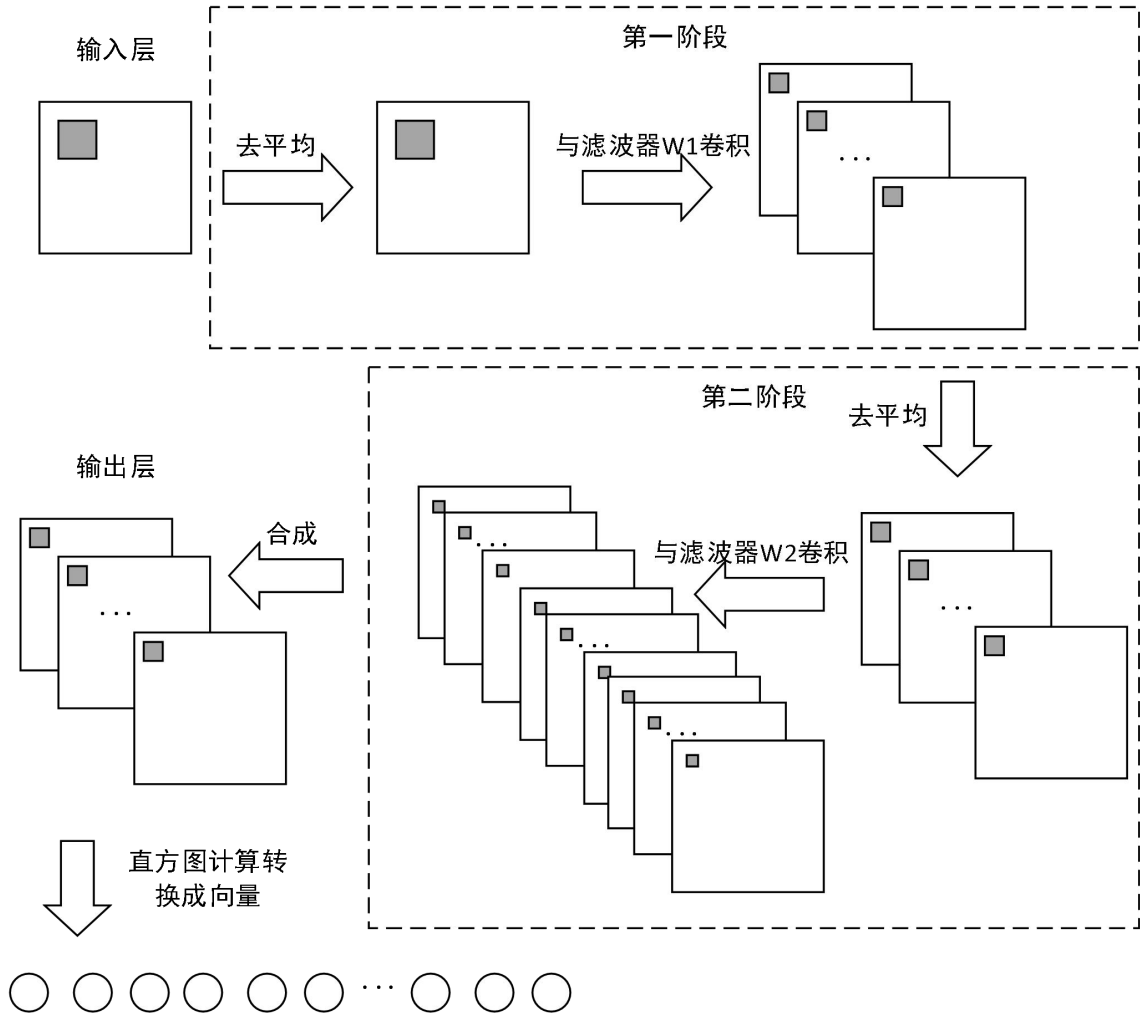 输入层
第一阶段
去平均
与滤波器W1卷积
···
第二阶段
去平均
···
与滤波器W2卷积
···
···
···
合成
输出层
···
直方图计算转
换成向量
···